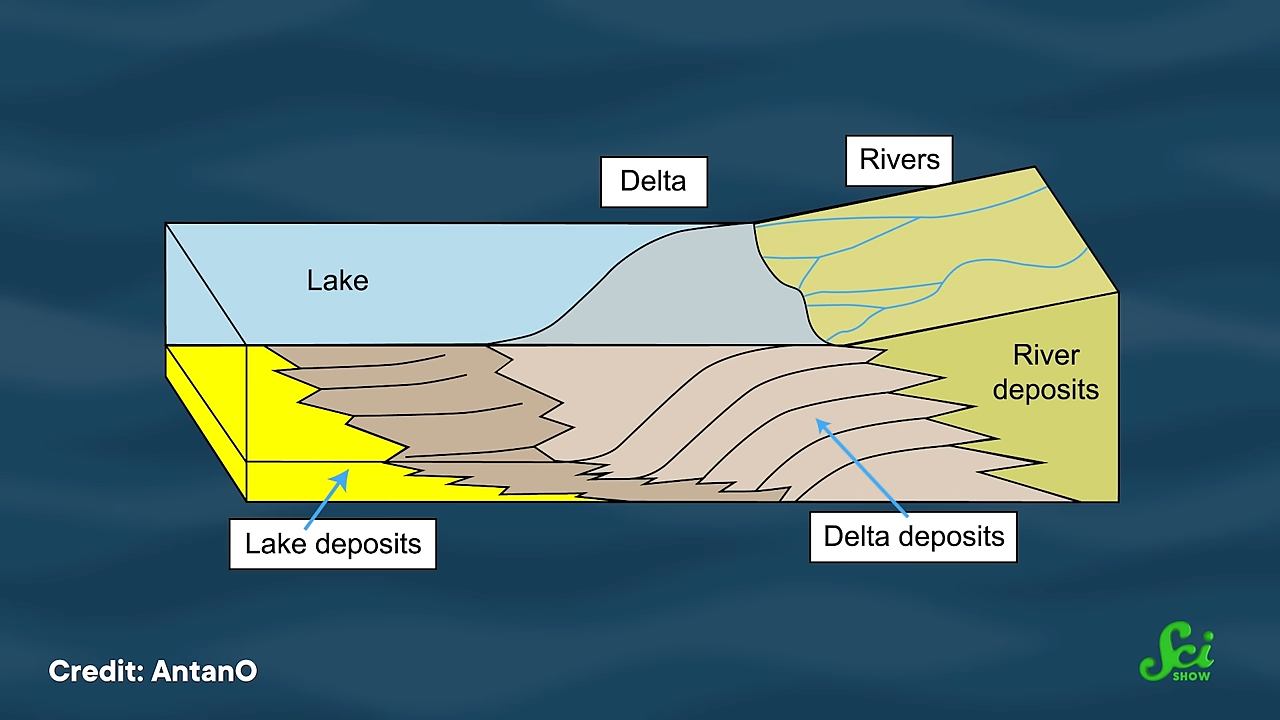 Rivers
Delta
Lake
River
deposits
Lake deposits
Delta deposits
Credit: AntanO
Sci
SHOW